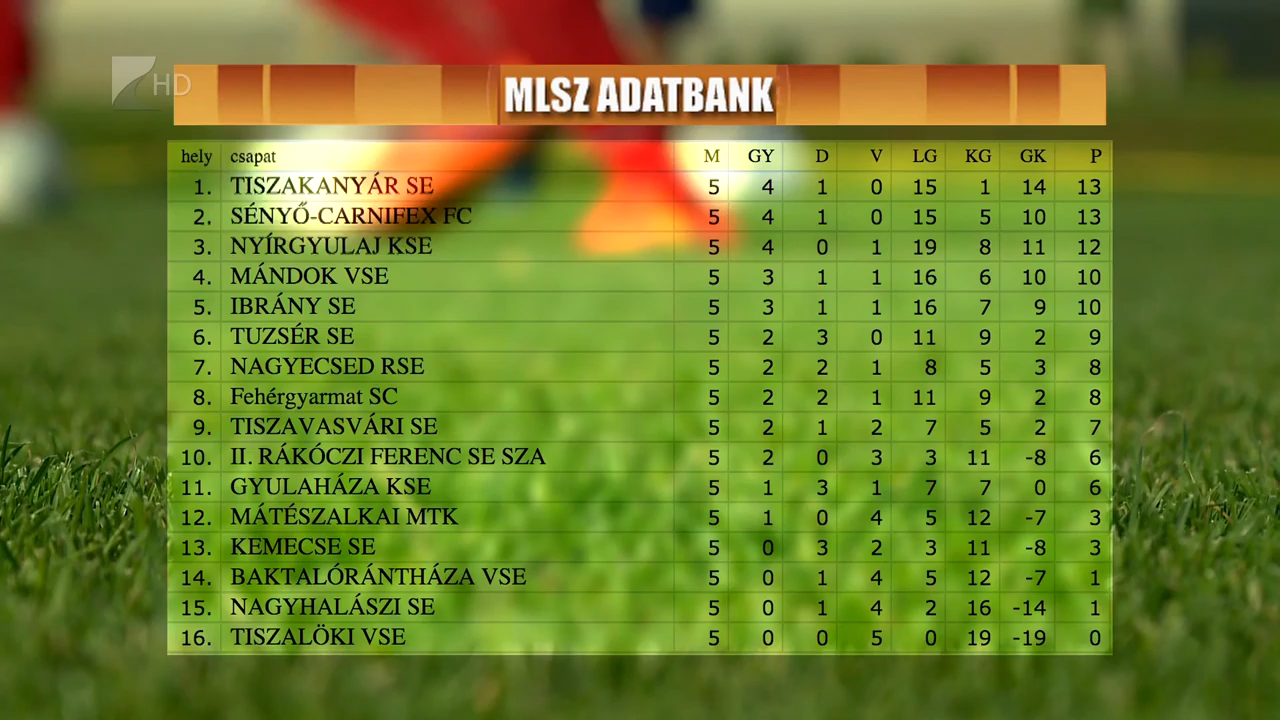 HD
MLSZ ADATBANK
hely csapat M GY D V LG KG GK P
1. TISZAKANYÁR SE 5 4 1 0 15 1 14 13
2. SÉNYŐ-CARNIFEX FC 5 4 1 0 15 5 10 13
3. NYÍRGYULAJ KSE 5 4 0 1 19 8 11 12
4. MÁNDOK VSE 5 3 1 1 16 6 10 10
5. IBRÁNY SE 5 3 1 1 16 7 9 10
6. TUZSÉR SE 5 2 3 0 11 9 2 9
7. NAGYECSED RSE 5 2 2 1 8 5 3 8
8. Fehérgyarmat SC 5 2 2 1 11 9 2 8
9. TISZAVASVÁRI SE 5 2 1 2 7 5 2 7
10. II. RÁKÓCZI FERENC SE SZA 5 2 0 3 3 11 -8 6
11. GYULAHÁZA KSE 5 1 3 1 7 7 0 6
12. MÁTÉSZALKAI MTK 5 1 0 4 5 12 -7 3
13. KEMECSE SE 5 0 3 2 3 11 -8 3
14. BAKTALÓRÁNTHÁZA VSE 5 0 1 4 5 12 -7 1
15. NAGYHALÁSZI SE 5 0 1 4 2 16 -14 1
16. TISZALÖKI VSE 5 0 0 5 0 19 -19 0